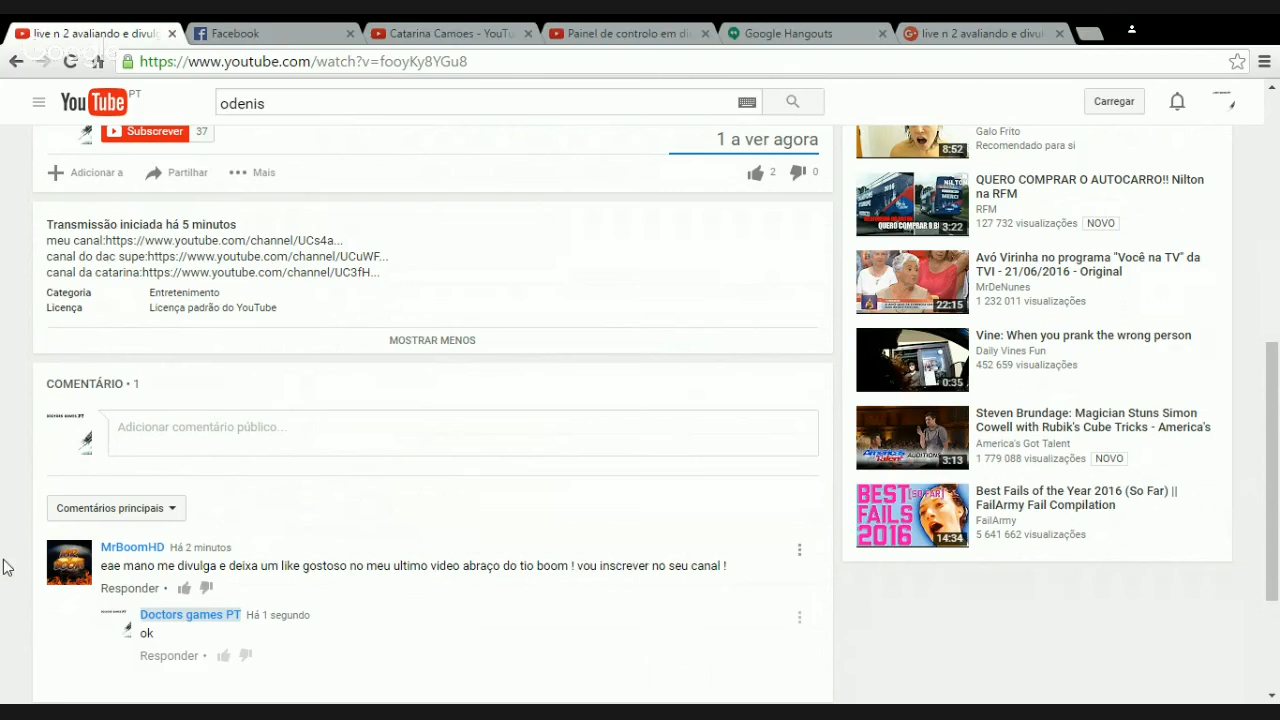 live n 2 avaliando e divulg
Facebook
Catarina Camoes - YouTu
Painel de controlo em di
Google Hangouts
live n 2 avaliando e divu
https://www.youtube.com/watch?v=fooyKy8YGu8
YouTube PT
odenis
Carregar
Subscrever 37
1 a ver agora
Adicionar a Partilhar Mais
2 0
Transmissão iniciada há 5 minutos
meu canal:https://www.youtube.com/channel/UCs4a...
canal do dac supe:https://www.youtube.com/channel/UCuWF...
canal da catarina:https://www.youtube.com/channel/UC3fH...
Categoria Entretenimento
Licença Licença padrão do YouTube
MOSTRAR MENOS
COMENTÁRIO • 1
DOCTORS GAMES PT
Adicionar comentário público...
Comentários principais
MrBoomHD Há 2 minutos
eae mano me divulga e deixa um like gostoso no meu ultimo video abraço do tio boom ! vou inscrever no seu canal !
Responder •
Doctors games PT Há 1 segundo
ok
Responder •
8:52
Galo Frito
Recomendado para si
QUERO COMPRAR O AUTOCARRO!! Nilton
na RFM
RFM
127 732 visualizações NOVO
3:22
Avó Virinha no programa "Você na TV" da
TVI - 21/06/2016 - Original
MrDeNunes
1 232 011 visualizações
22:15
Vine: When you prank the wrong person
Daily Vines Fun
452 659 visualizações
0:35
Steven Brundage: Magician Stuns Simon
Cowell with Rubik's Cube Tricks - America's
America's Got Talent
1 779 088 visualizações NOVO
3:13
Best Fails of the Year 2016 (So Far) ||
FailArmy Fail Compilation
FailArmy
5 641 662 visualizações
BEST (SO FAR)
FAILS
2016
14:34